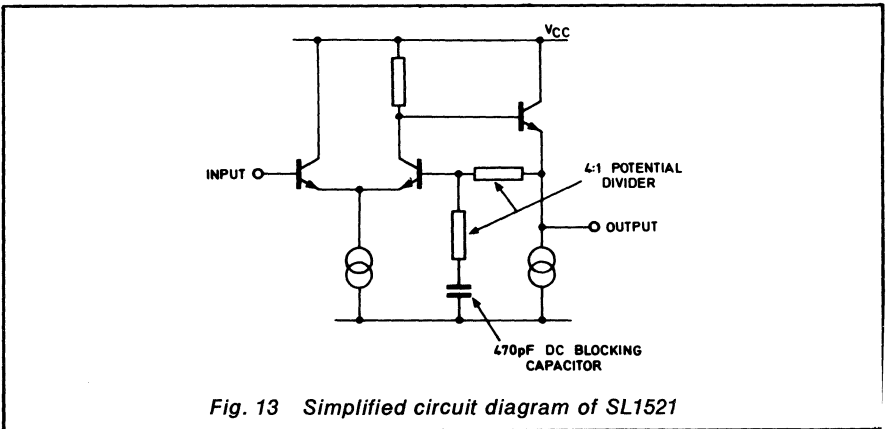 VCC
INPUT
4:1 POTENTIAL
DIVIDER
OUTPUT
470pF DC BLOCKING
CAPACITOR
Fig. 13 Simplified circuit diagram of SL1521